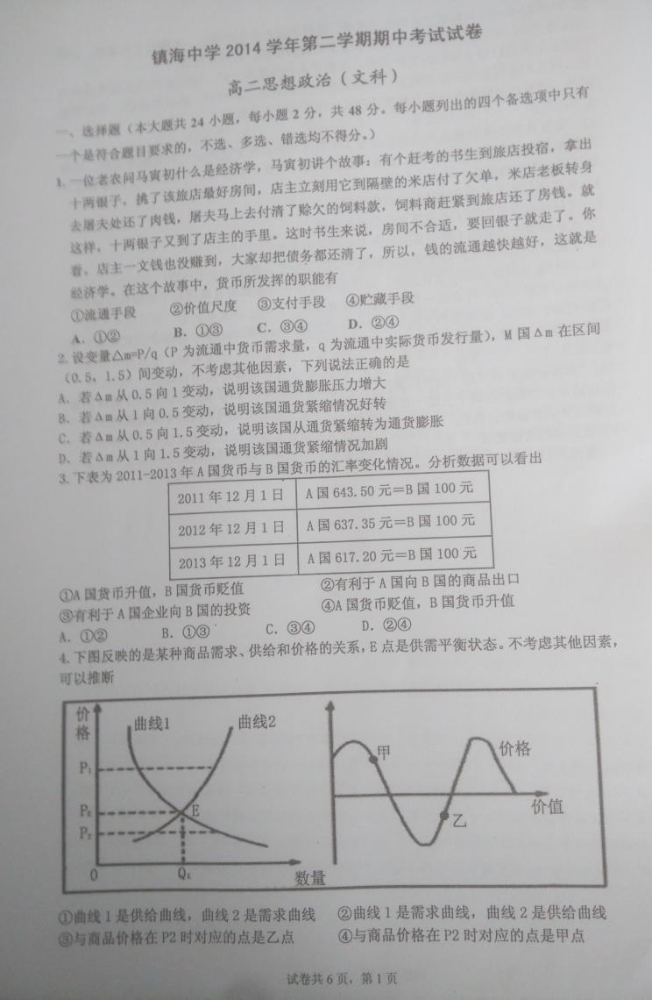 镇海中学 2014 学年第二学期期中考试试卷
高二思想政治（文科）
一、选择题（本大题共 24 小题，每小题 2 分，共 48 分。每小题列出的四个备选项中只有
一个是符合题目要求的，不选、多选、错选均不得分。）
1. 一位老农问马寅初什么是经济学，马寅初讲个故事：有个赶考的书生到旅店投宿，拿出
十两银子，挑了该旅店最好房间，店主立刻用它到隔壁的米店付了欠单，米店老板转身
去屠夫处还了肉钱，屠夫马上去付清了赊欠的饲料款，饲料商赶紧到旅店还了房钱。就
这样，十两银子又到了店主的手里。这时书生来说，房间不合适，要回银子就走了。你
看，店主一文钱也没赚到，大家却把债务都还清了，所以，钱的流通越快越好，这就是
经济学。在这个故事中，货币所发挥的职能有
①流通手段 ②价值尺度 ③支付手段 ④贮藏手段
A. ①② B. ①③ C. ③④ D. ②④
2. 设变量△m=P/q（P 为流通中货币需求量，q 为流通中实际货币发行量），M 国 Δm 在区间
（0.5，1.5）间变动，不考虑其他因素，下列说法正确的是
A、若 Δm 从 0.5 向 1 变动，说明该国通货膨胀压力增大
B、若 Δm 从 1 向 0.5 变动，说明该国通货紧缩情况好转
C、若 Δm 从 0.5 向 1.5 变动，说明该国从通货紧缩转为通货膨胀
D、若 Δm 从 1 向 1.5 变动，说明该国通货紧缩情况加剧
3. 下表为 2011-2013 年 A 国货币与 B 国货币的汇率变化情况。分析数据可以看出
2011 年 12 月 1 日 A 国 643.50 元＝B 国 100 元
2012 年 12 月 1 日 A 国 637.35 元＝B 国 100 元
2013 年 12 月 1 日 A 国 617.20 元＝B 国 100 元
①A 国货币升值，B 国货币贬值 ②有利于 A 国向 B 国的商品出口
③有利于 A 国企业向 B 国的投资 ④A 国货币贬值，B 国货币升值
A. ①② B. ①③ C. ③④ D. ②④
4. 下图反映的是某种商品需求、供给和价格的关系，E 点是供需平衡状态。不考虑其他因素，
可以推断
价格 曲线1 曲线2
P1
PE E
P2
0 QE 数量
甲 价格
乙 价值
①曲线 1 是供给曲线，曲线 2 是需求曲线 ②曲线 1 是需求曲线，曲线 2 是供给曲线
③与商品价格在 P2 时对应的点是乙点 ④与商品价格在 P2 时对应的点是甲点
试卷共 6 页，第 1 页